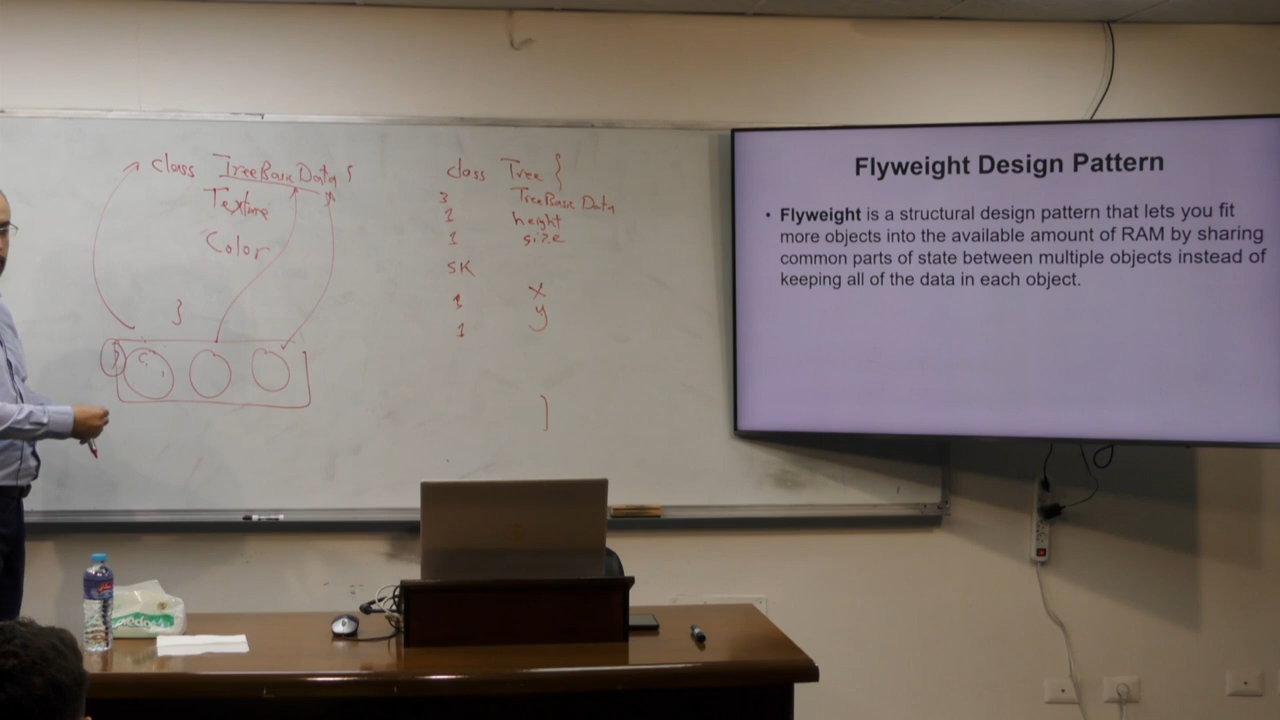 class TreeBaseData {
Texture
Color
}
class Tree {
3 TreeBaseData
2 height
1 size
5K
1 x
1 y
Flyweight Design Pattern
• Flyweight is a structural design pattern that lets you fit
more objects into the available amount of RAM by sharing
common parts of state between multiple objects instead of
keeping all of the data in each object.